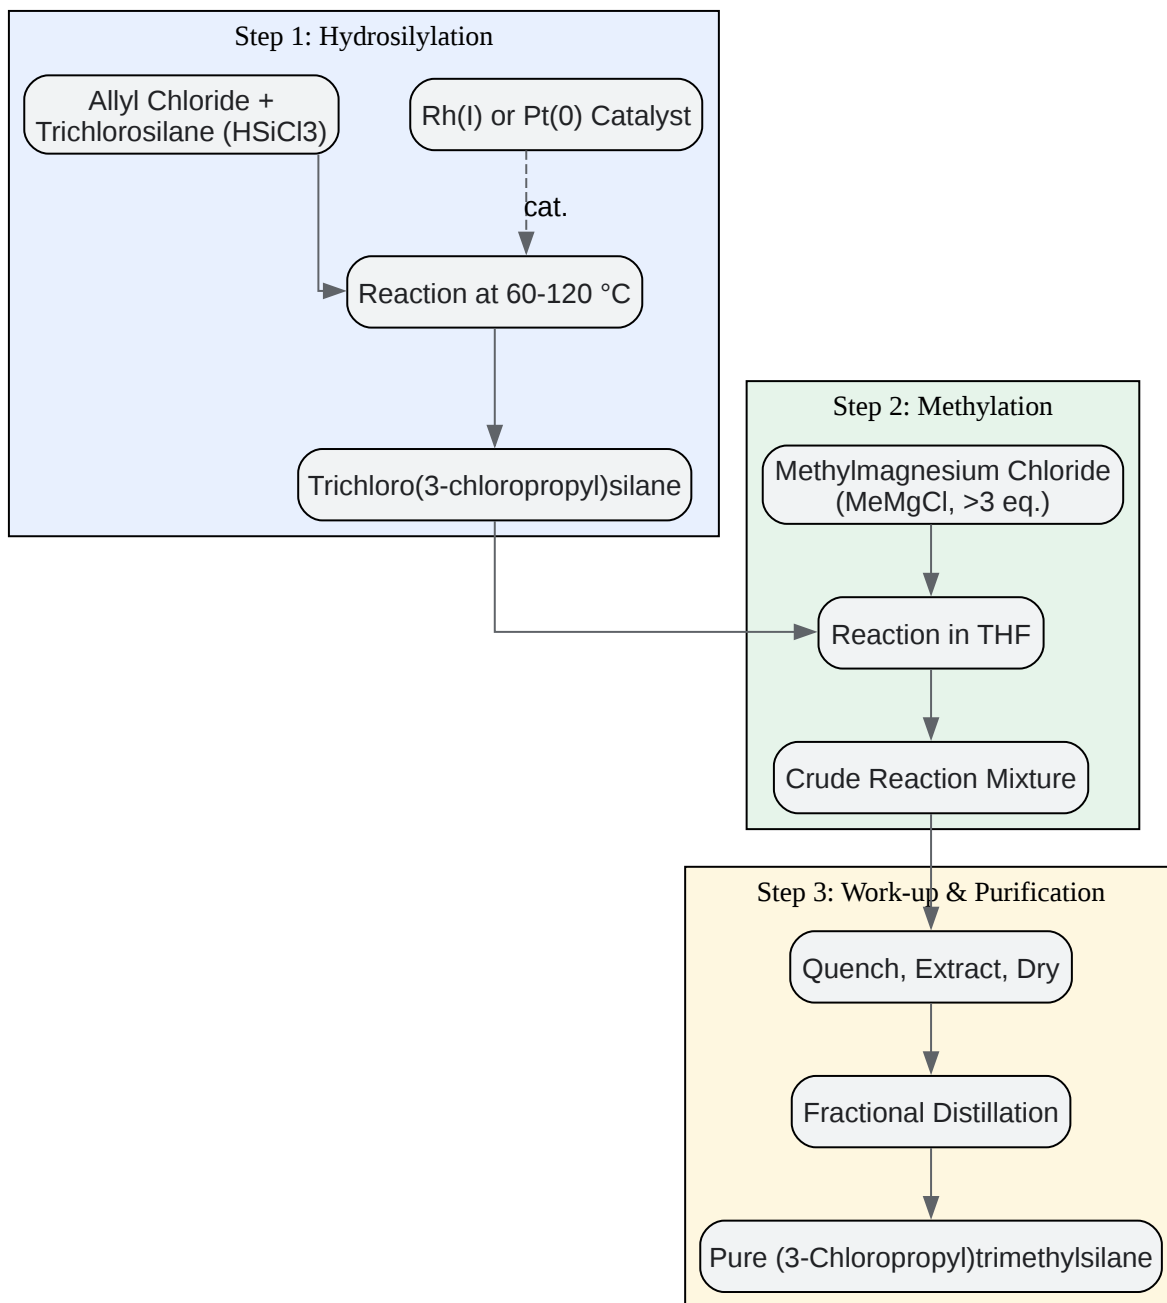 Step 1: Hydrosilylation
Allyl Chloride +
Trichlorosilane (HSiCl3)
Rh(I) or Pt(0) Catalyst
cat.
Reaction at 60-120 °C
Trichloro(3-chloropropyl)silane
Step 2: Methylation
Methylmagnesium Chloride
(MeMgCl, >3 eq.)
Reaction in THF
Crude Reaction Mixture
Step 3: Work-up & Purification
Quench, Extract, Dry
Fractional Distillation
Pure (3-Chloropropyl)trimethylsilane